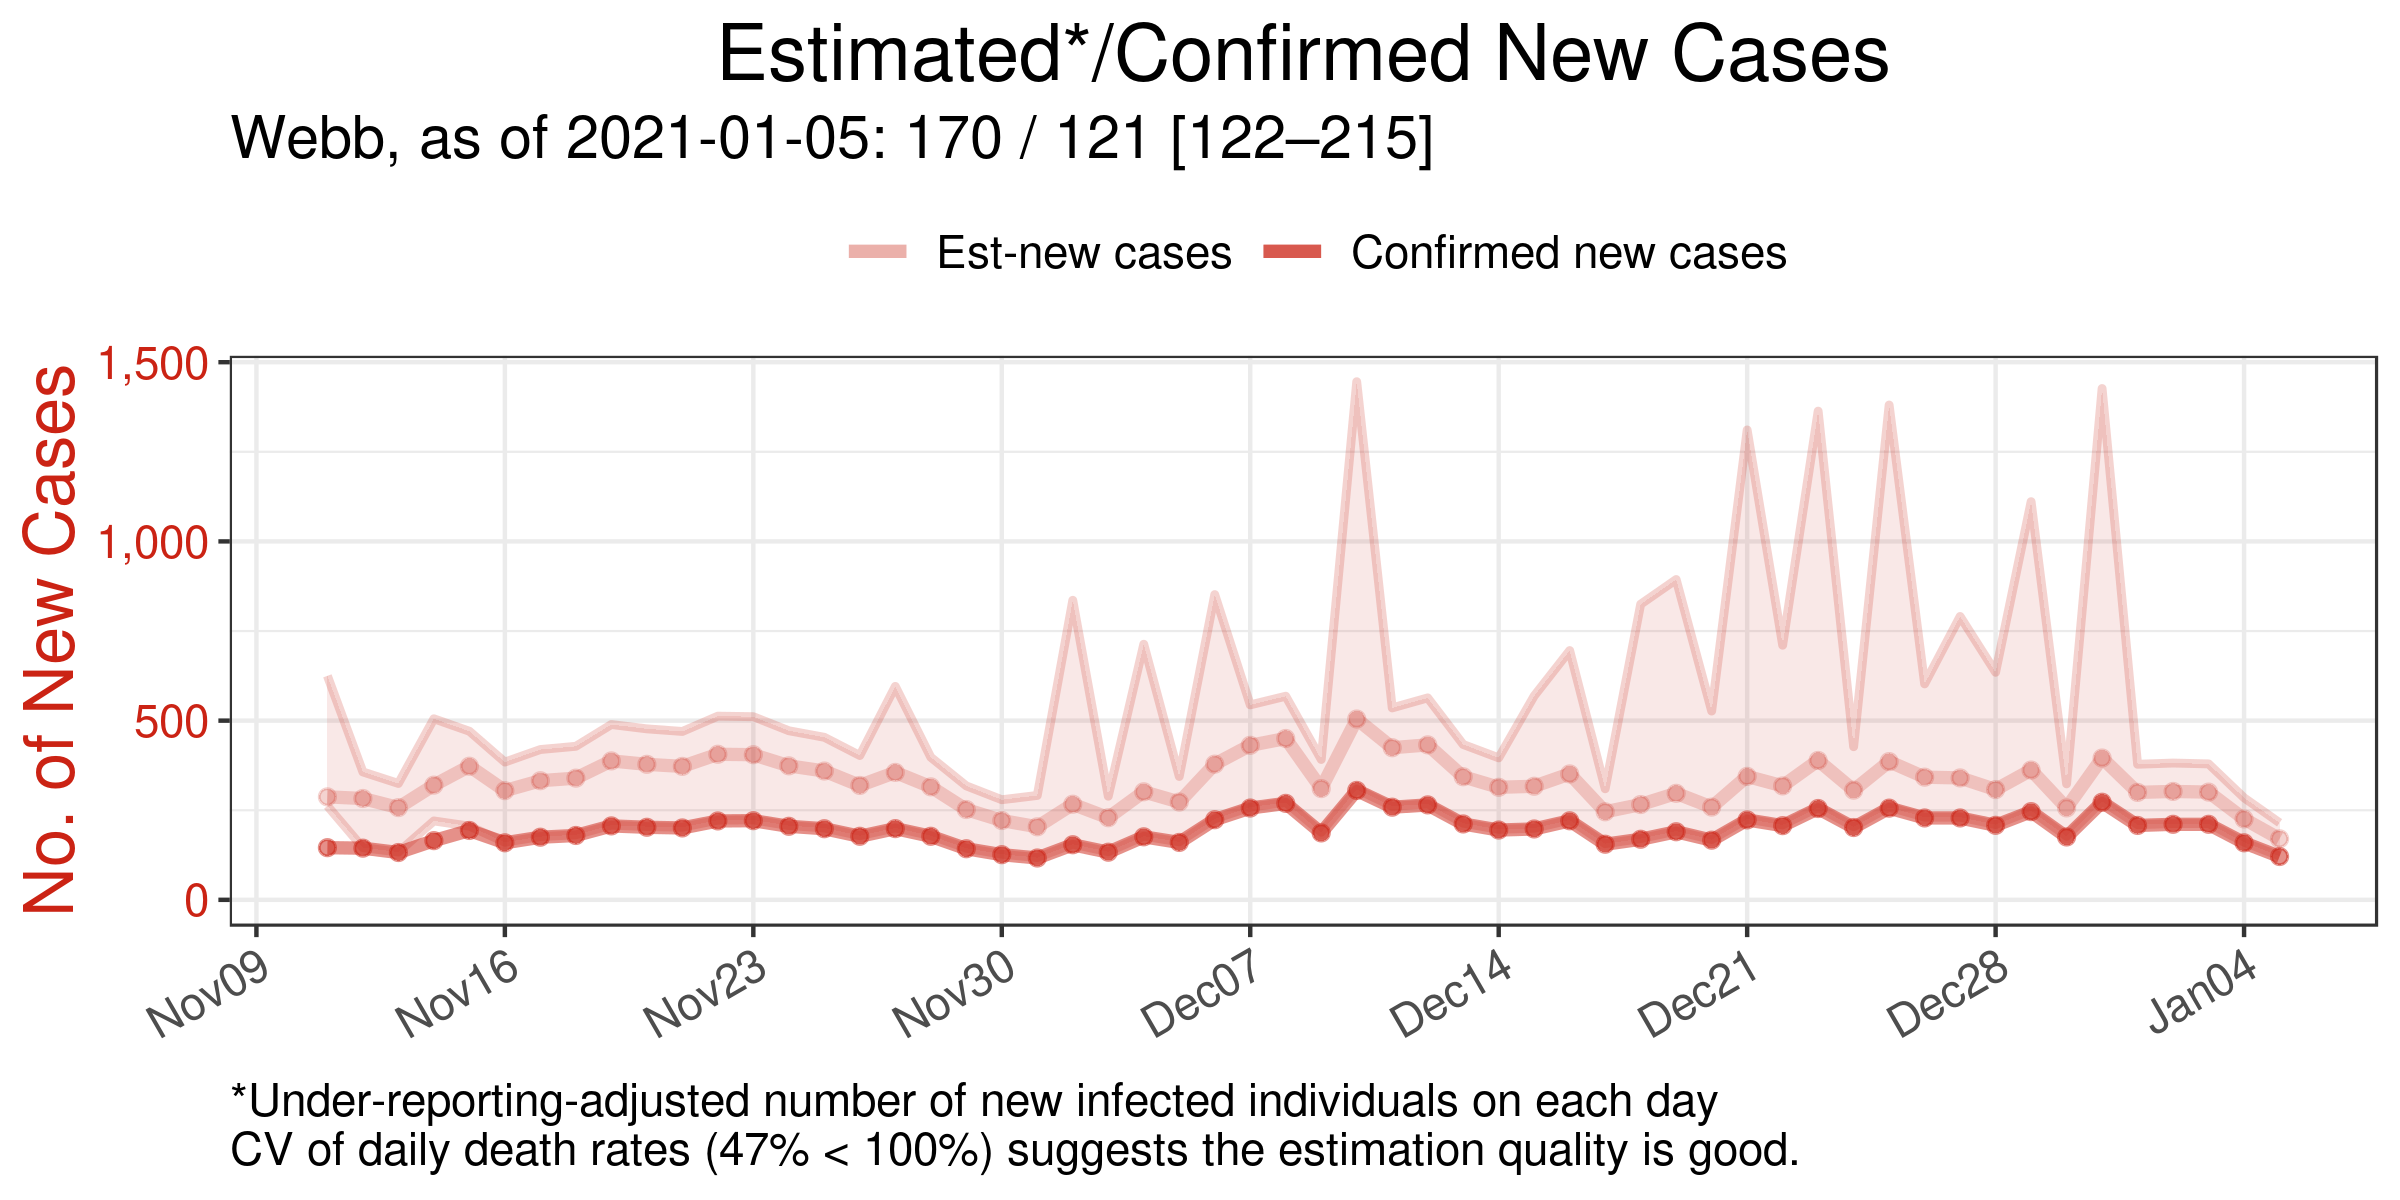 Estimated*/Confirmed New Cases
Webb, as of 2021-01-05: 170 / 121 [122–215]
Est-new cases
Confirmed new cases
No. of New Cases
1,500
1,000
500
0
Nov09
Nov16
Nov23
Nov30
Dec07
Dec14
Dec21
Dec28
Jan04
*Under-reporting-adjusted number of new infected individuals on each day
CV of daily death rates (47% < 100%) suggests the estimation quality is good.